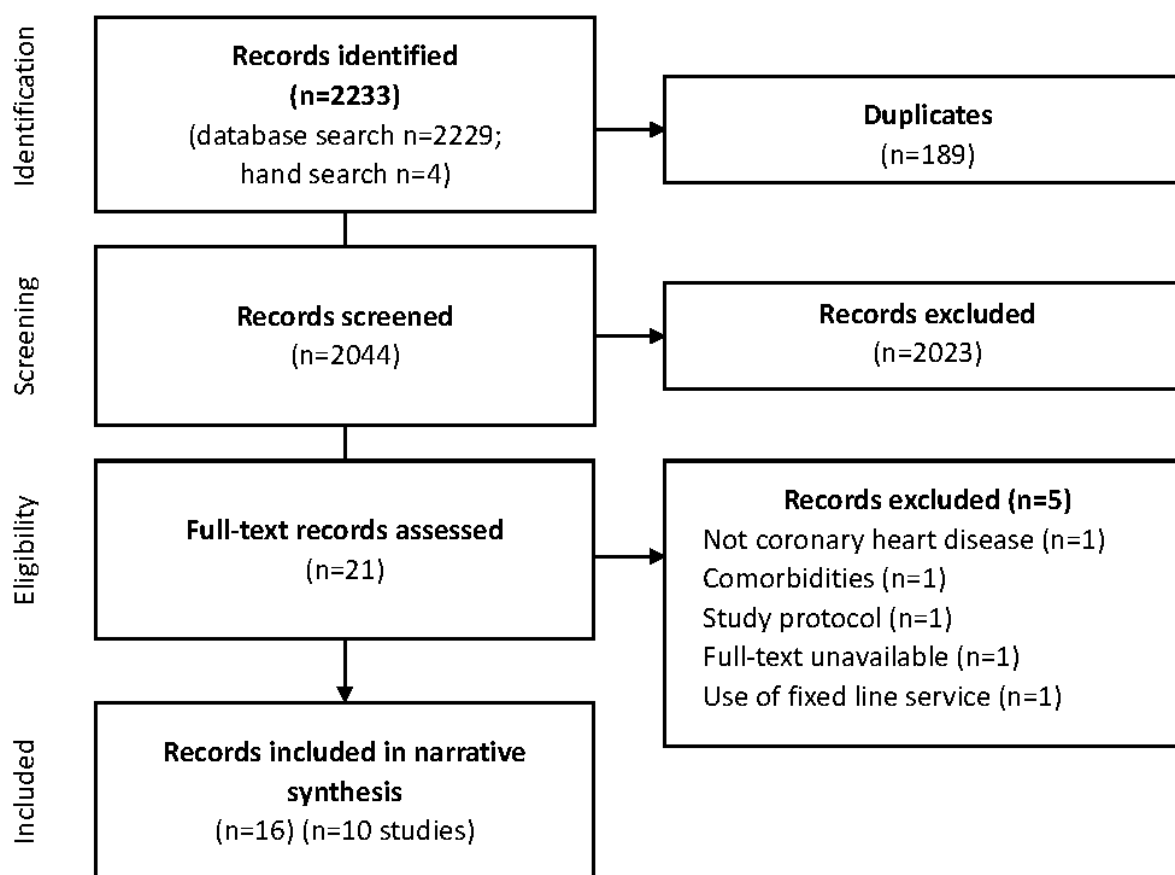 Identification
Records identified
(n=2233)
(database search n=2229;
hand search n=4)
Duplicates
(n=189)
Screening
Records screened
(n=2044)
Records excluded
(n=2023)
Eligibility
Full-text records assessed
(n=21)
Records excluded (n=5)
Not coronary heart disease (n=1)
Comorbidities (n=1)
Study protocol (n=1)
Full-text unavailable (n=1)
Use of fixed line service (n=1)
Included
Records included in narrative
synthesis
(n=16) (n=10 studies)